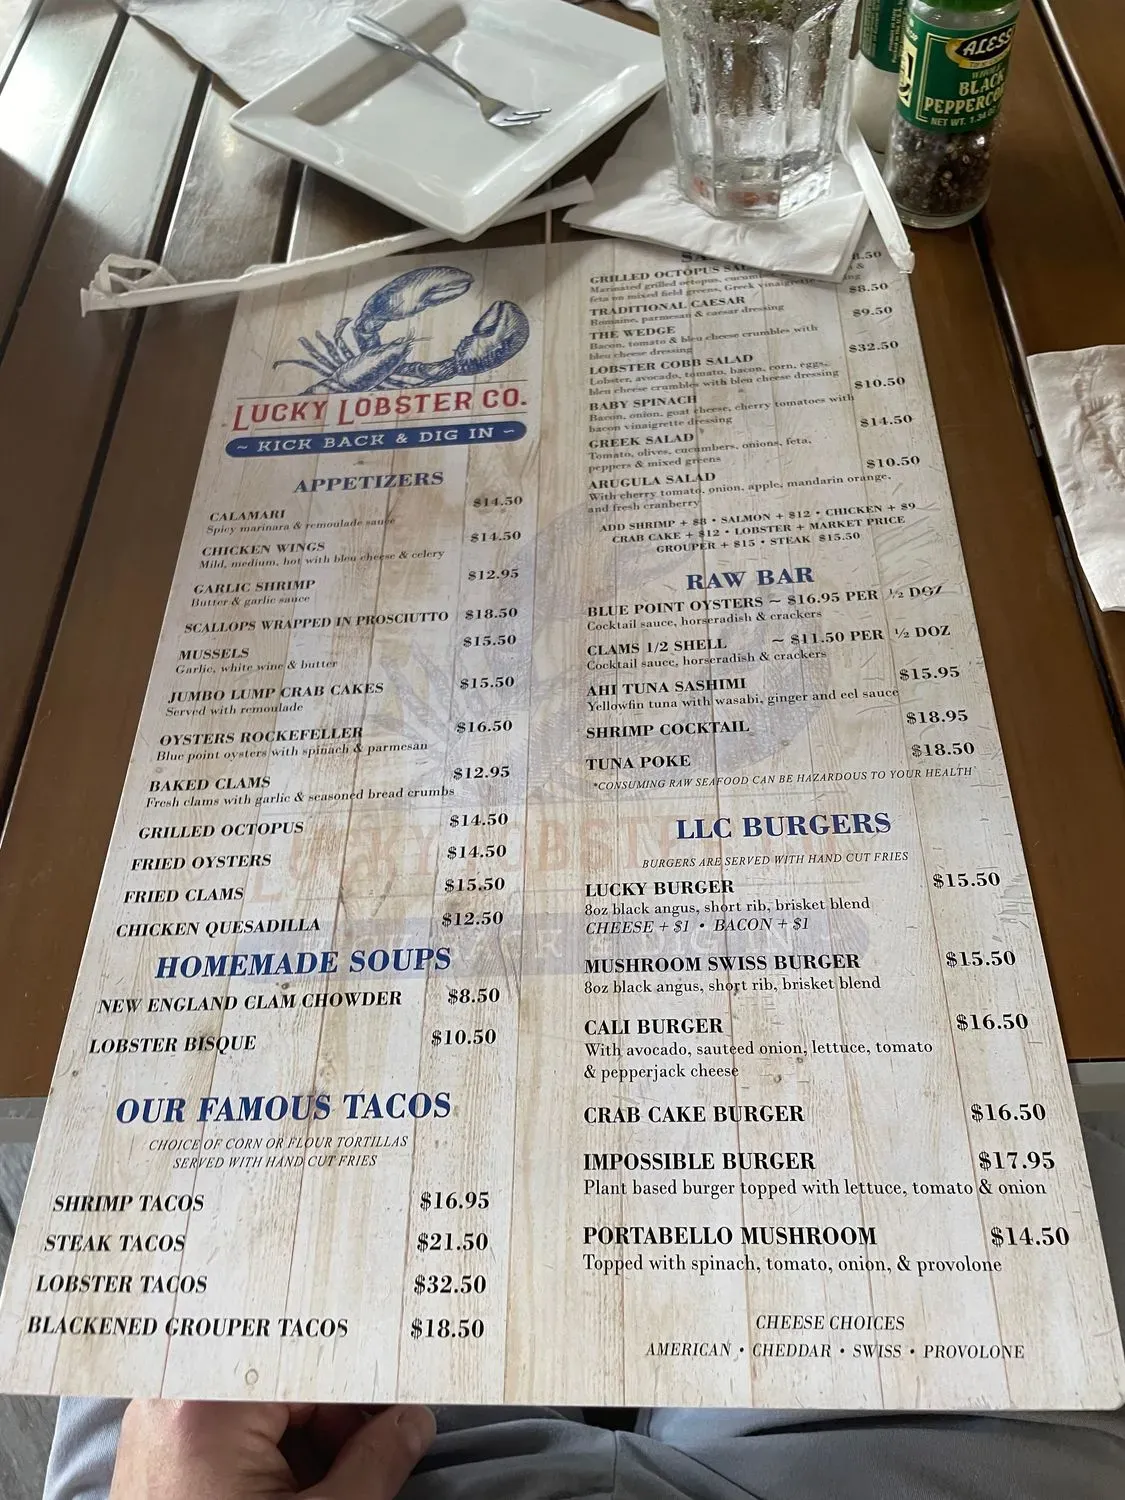 ALESSI
WHOLE
BLACK
NET WT. 1.34
LUCKY LOBSTER CO.
~ KICK BACK & DIG IN ~
APPETIZERS
CALAMARI $14.50
Spicy marinara & remoulade sauce
CHICKEN WINGS $14.50
Mild, medium, hot with bleu cheese & celery
GARLIC SHRIMP $12.95
Butter & garlic sauce
SCALLOPS WRAPPED IN PROSCIUTTO $18.50
MUSSELS $15.50
Garlic, white wine & butter
JUMBO LUMP CRAB CAKES $15.50
Served with remoulade
OYSTERS ROCKEFELLER $16.50
Blue point oysters with spinach & parmesan
BAKED CLAMS $12.95
Fresh clams with garlic & seasoned bread crumbs
GRILLED OCTOPUS $14.50
FRIED OYSTERS $14.50
FRIED CLAMS $15.50
CHICKEN QUESADILLA $12.50
HOMEMADE SOUPS
NEW ENGLAND CLAM CHOWDER $8.50
LOBSTER BISQUE $10.50
OUR FAMOUS TACOS
CHOICE OF CORN OR FLOUR TORTILLAS
SERVED WITH HAND CUT FRIES
SHRIMP TACOS $16.95
STEAK TACOS $21.50
LOBSTER TACOS $32.50
BLACKENED GROUPER TACOS $18.50
GRILLED OCTOPUS
Marinated grilled octopus,
feta on mixed field greens, Greek vinaigrette
TRADITIONAL CAESAR $8.50
Romaine, parmesan & caesar dressing
THE WEDGE $9.50
Bacon, tomato & bleu cheese crumbles with
bleu cheese dressing
LOBSTER COBB SALAD $32.50
Lobster, avocado, tomato, bacon, corn, eggs,
bleu cheese crumbles with bleu cheese dressing
BABY SPINACH $10.50
Bacon, onion, goat cheese, cherry tomatoes with
bacon vinaigrette dressing
GREEK SALAD $14.50
Tomato, olives, cucumbers, onions, feta,
peppers & mixed greens
ARUGULA SALAD $10.50
With cherry tomato, onion, apple, mandarin orange,
and fresh cranberry
ADD SHRIMP + $8 • SALMON + $12 • CHICKEN + $9
CRAB CAKE + $12 • LOBSTER + MARKET PRICE
GROUPER + $15 • STEAK $15.50
RAW BAR
BLUE POINT OYSTERS ~ $16.95 PER ½ DOZ
Cocktail sauce, horseradish & crackers
CLAMS 1/2 SHELL ~ $11.50 PER ½ DOZ
Cocktail sauce, horseradish & crackers
AHI TUNA SASHIMI $15.95
Yellowfin tuna with wasabi, ginger and eel sauce
SHRIMP COCKTAIL $18.95
TUNA POKE $18.50
*CONSUMING RAW SEAFOOD CAN BE HAZARDOUS TO YOUR HEALTH
LLC BURGERS
BURGERS ARE SERVED WITH HAND CUT FRIES
LUCKY BURGER $15.50
8oz black angus, short rib, brisket blend
CHEESE + $1 • BACON + $1
MUSHROOM SWISS BURGER $15.50
8oz black angus, short rib, brisket blend
CALI BURGER $16.50
With avocado, sauteed onion, lettuce, tomato
& pepperjack cheese
CRAB CAKE BURGER $16.50
IMPOSSIBLE BURGER $17.95
Plant based burger topped with lettuce, tomato & onion
PORTABELLO MUSHROOM $14.50
Topped with spinach, tomato, onion, & provolone
CHEESE CHOICES
AMERICAN • CHEDDAR • SWISS • PROVOLONE